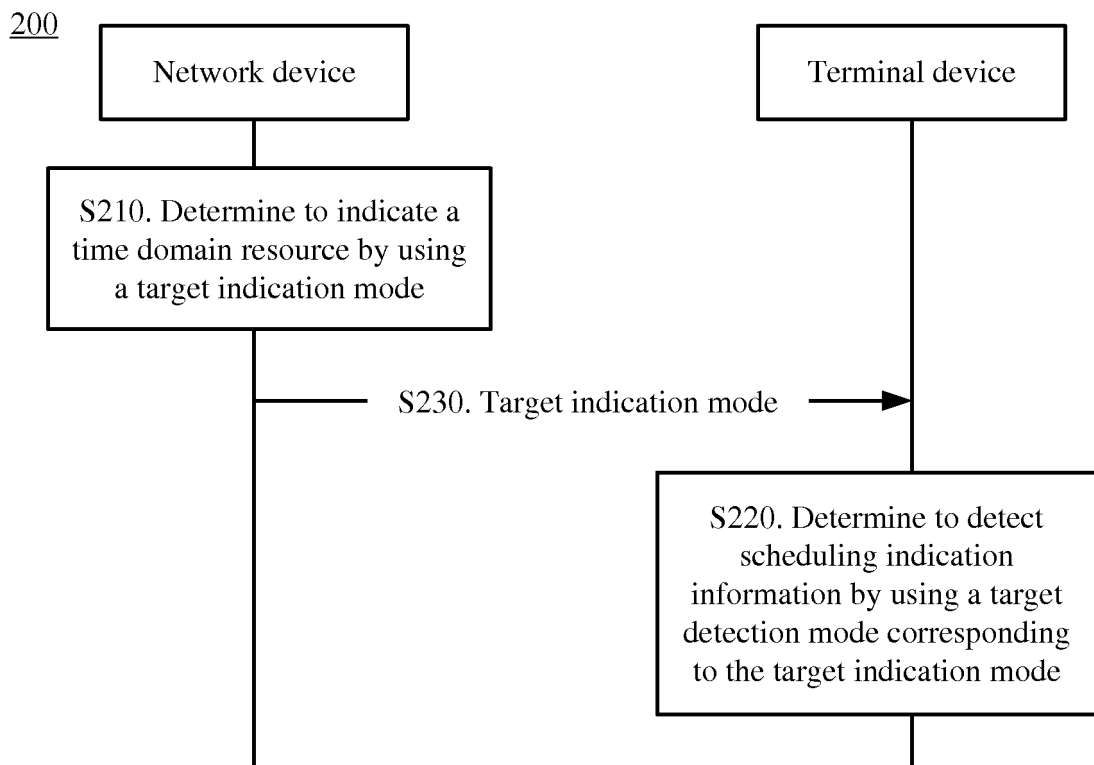 200
Network device
Terminal device
S210. Determine to indicate a
time domain resource by using
a target indication mode
S230. Target indication mode
S220. Determine to detect
scheduling indication
information by using a target
detection mode corresponding
to the target indication mode